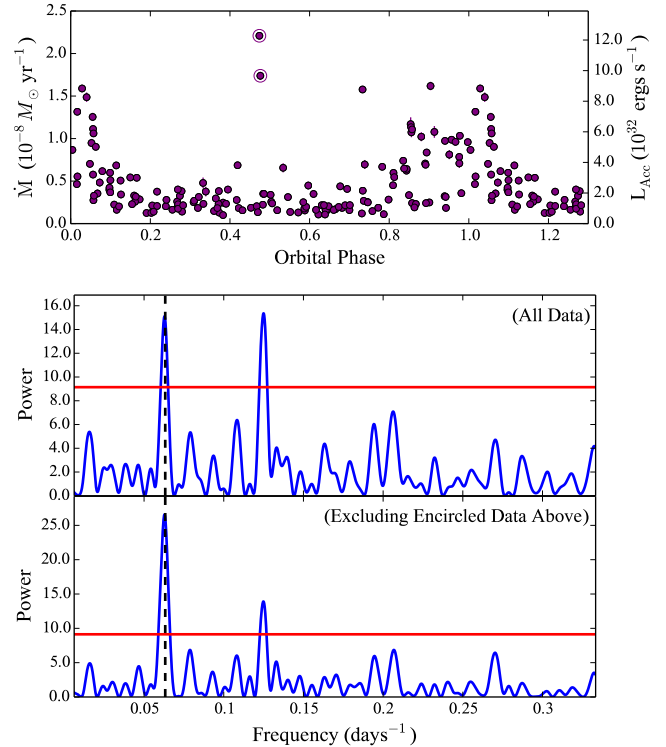 2.5
2.0
1.5
1.0
0.5
0.0
Ṁ (10⁻⁸ M☉ yr⁻¹)
12.0
10.0
8.0
6.0
4.0
2.0
0.0
L_Acc (10³² ergs s⁻¹)
0.0 0.2 0.4 0.6 0.8 1.0 1.2
Orbital Phase
16.0
14.0
12.0
10.0
8.0
6.0
4.0
2.0
0.0
Power
(All Data)
25.0
20.0
15.0
10.0
5.0
0.0
Power
(Excluding Encircled Data Above)
0.05 0.1 0.15 0.2 0.25 0.3
Frequency (days⁻¹)